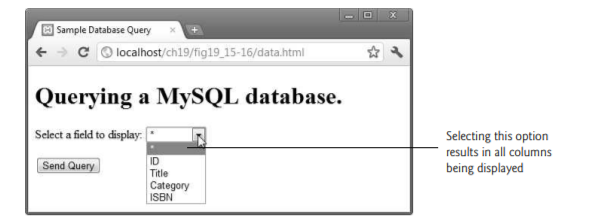 Sample Database Query
localhost/ch19/fig19_15-16/data.html
Querying a MySQL database.
Select a field to display: *
*
ID
Title
Category
ISBN
Send Query
Selecting this option
results in all columns
being displayed